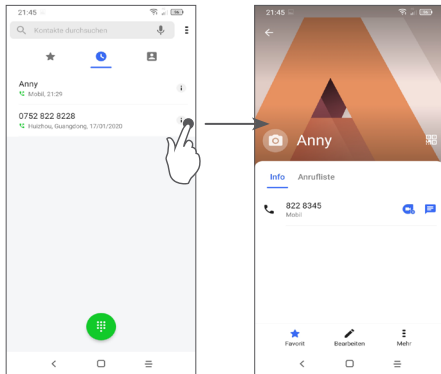 21:45
Kontakte durchsuchen
Anny
Mobil, 21:29
0752 822 8228
Huizhou, Guangdong, 17/01/2020
21:45
Anny
Info Anrufliste
822 8345
Mobil
Favorit Bearbeiten Mehr